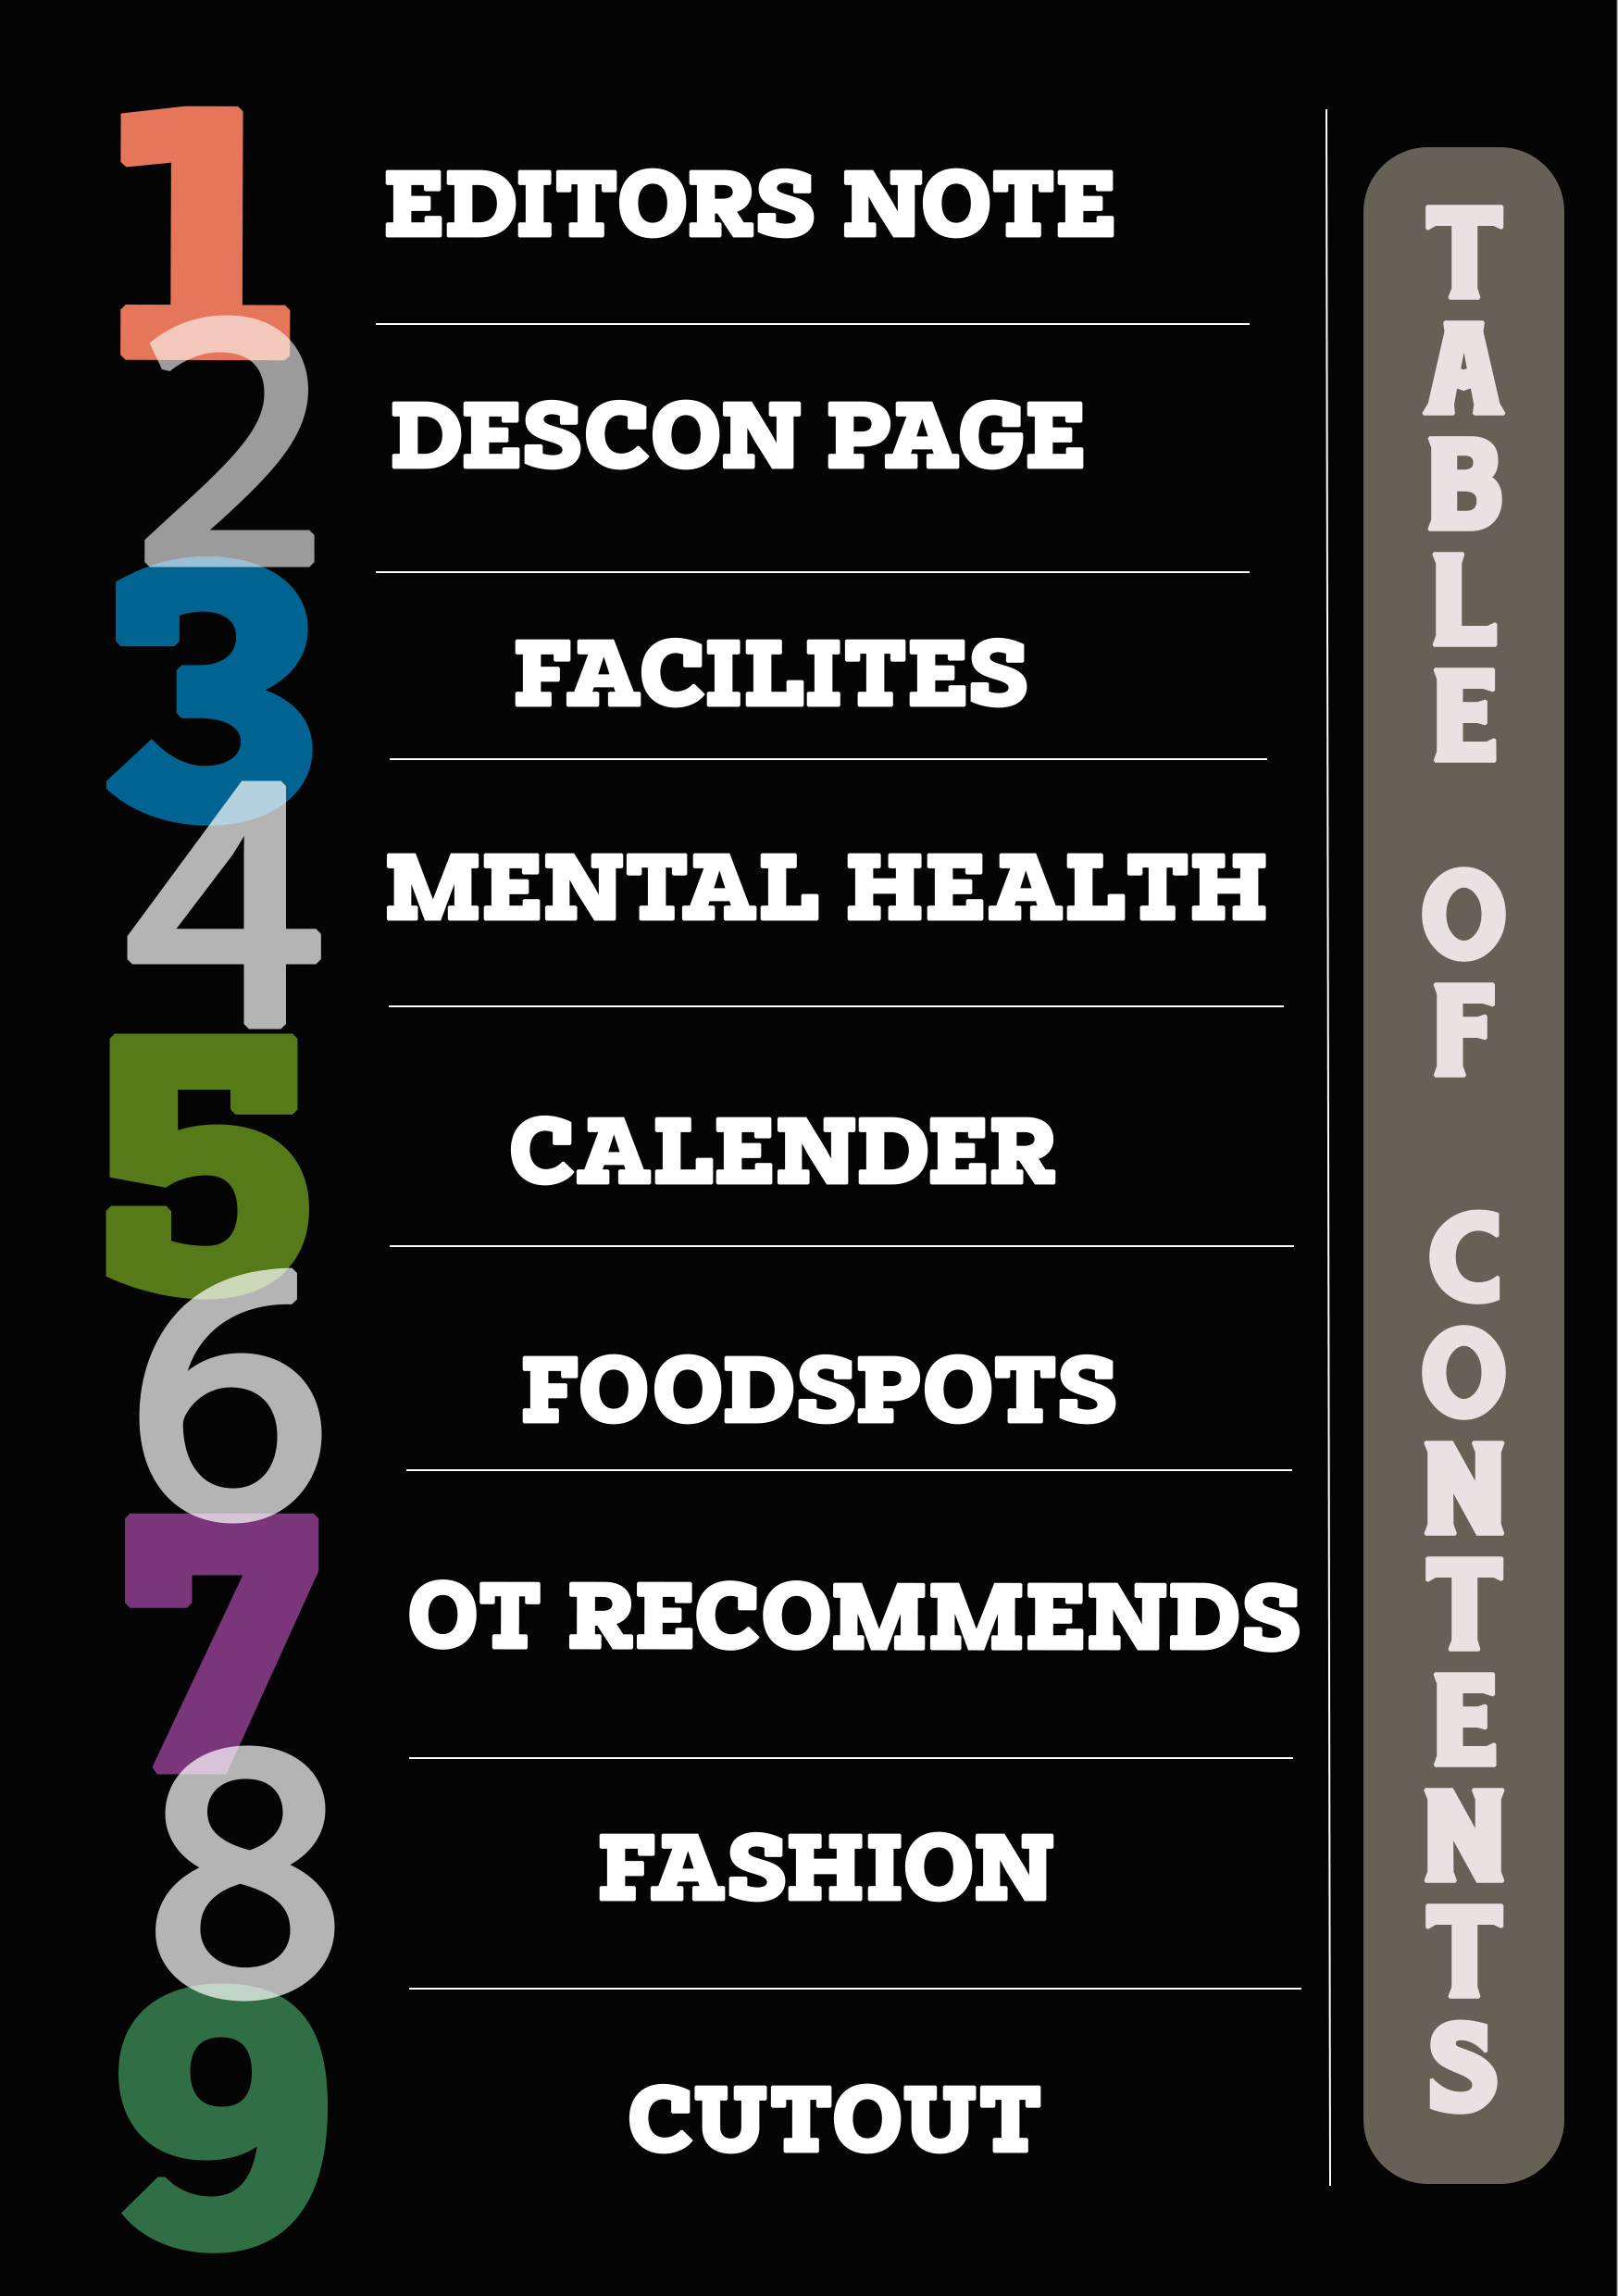 1
EDITORS NOTE
2
DESCON PAGE
3
FACILITES
4
MENTAL HEALTH
5
CALENDER
6
FOODSPOTS
7
OT RECOMMENDS
8
FASHION
9
CUTOUT
TABLE OF CONTENTS